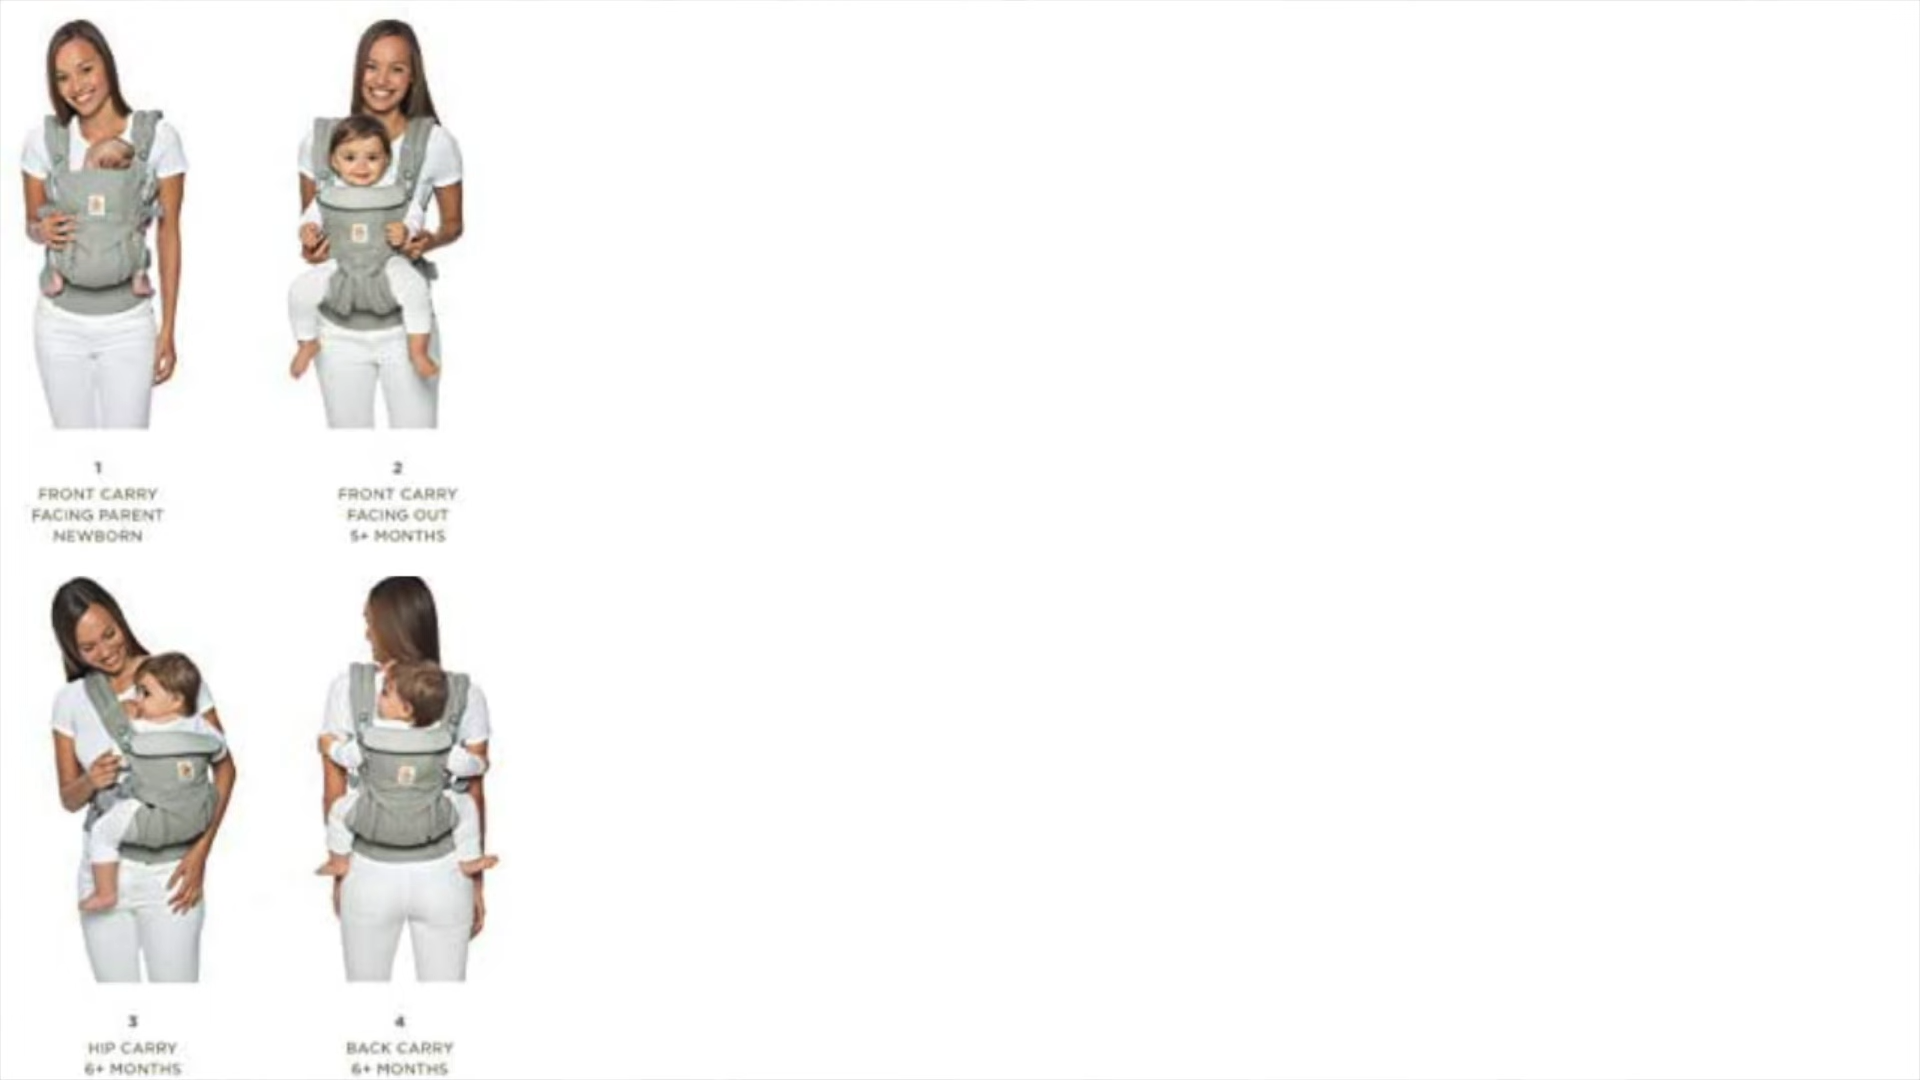 1
FRONT CARRY
FACING PARENT
NEWBORN
2
FRONT CARRY
FACING OUT
5+ MONTHS
3
HIP CARRY
6+ MONTHS
4
BACK CARRY
6+ MONTHS